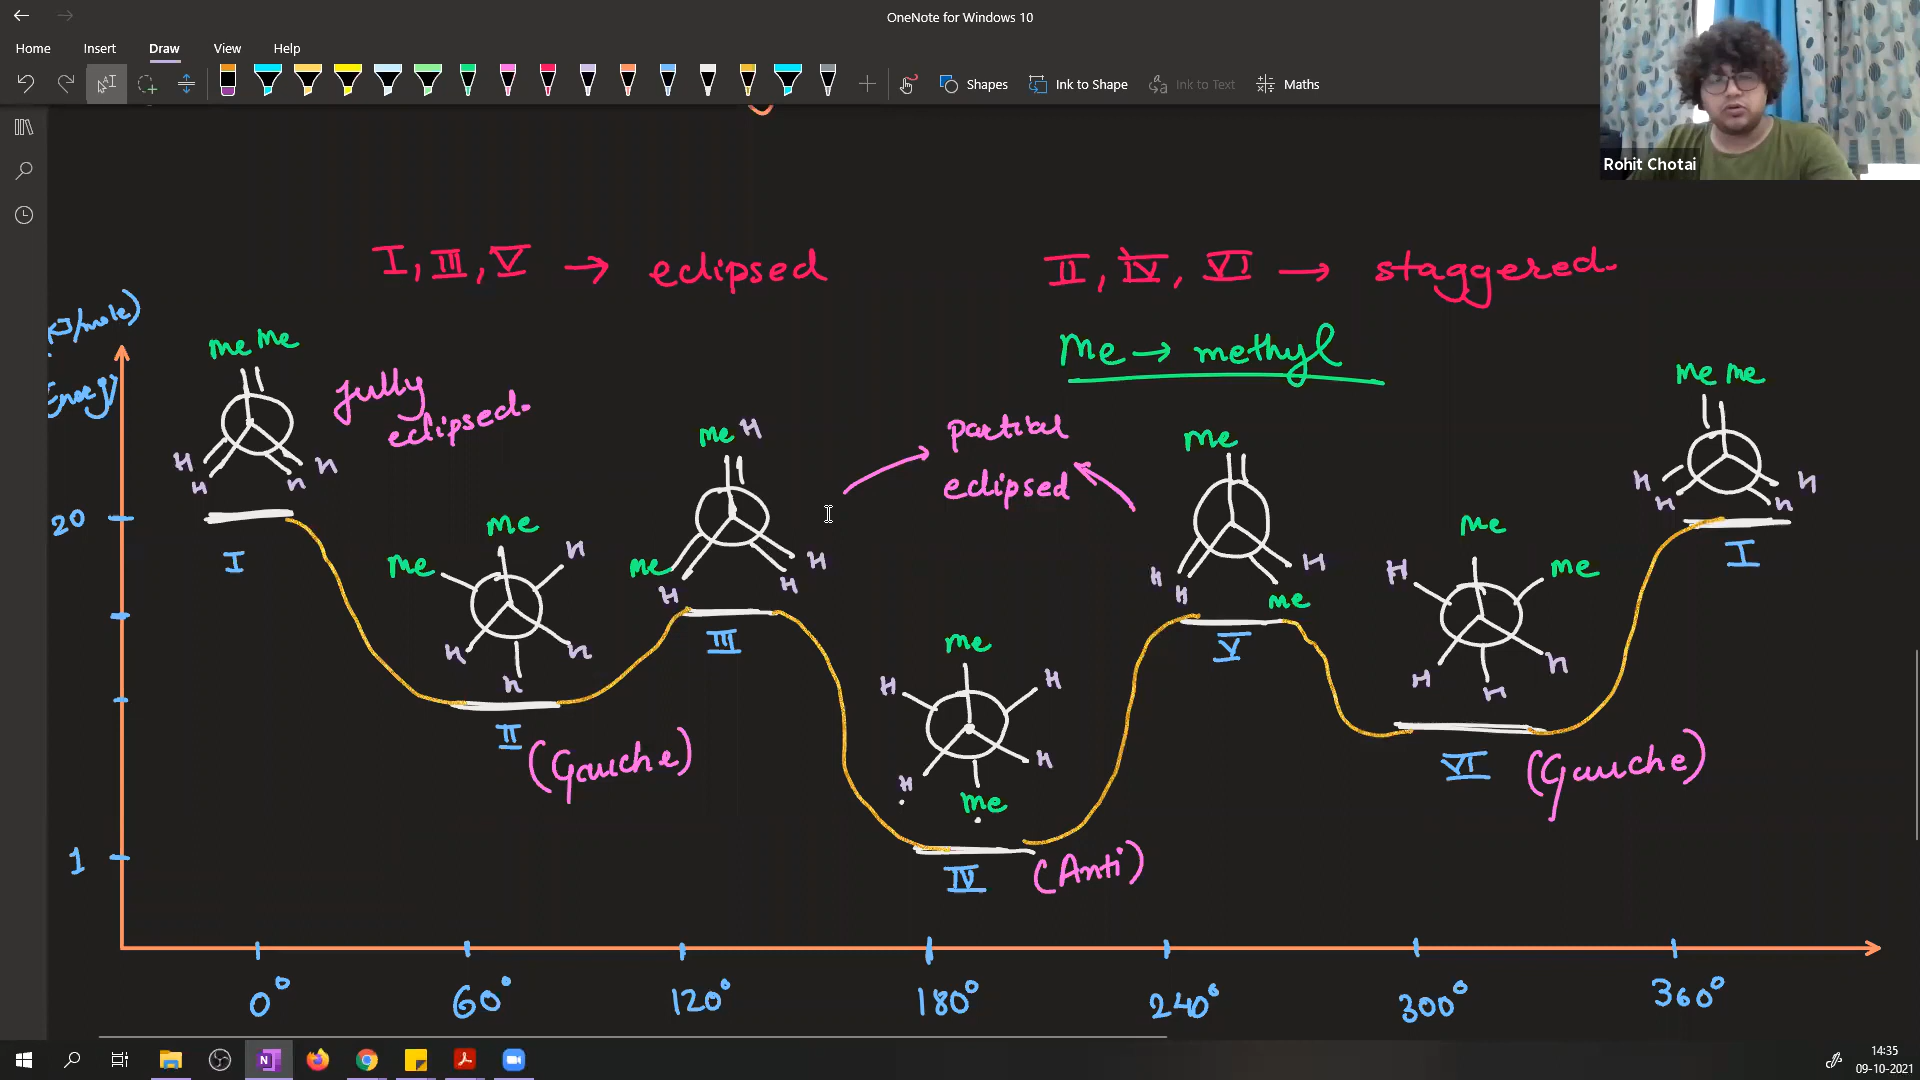 OneNote for Windows 10
Home Insert Draw View Help
Shapes Ink to Shape Ink to Text Maths
Rohit Chotai
I, III, V → eclipsed
II, IV, VI → staggered.
Me → methyl
(KJ/mole)
Energy
Me Me
fully
eclipsed.
H H H H
20
I
Me
Me H
H H
H
II
(Gauche)
Me H
Me H
H H
III
partial
eclipsed
Me
H H
H H
Me
IV
(Anti)
Me
H H
H Me
V
Me
H Me
H H
H
VI
(Gauche)
Me Me
H H H H
I
1
0° 60° 120° 180° 240° 300° 360°
14:35
09-10-2021